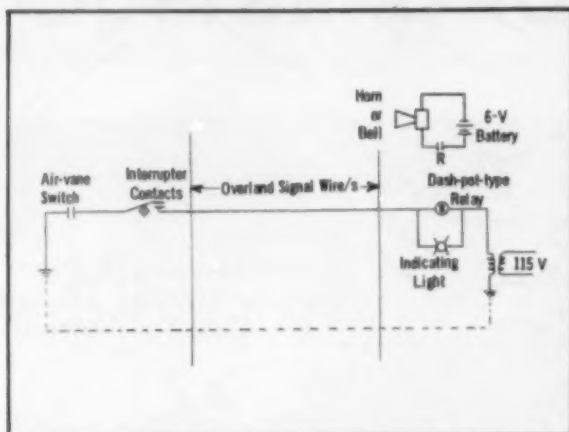 Horn
or
Bell
6-V
Battery
R
Air-vane
Switch
Interrupter
Contacts
Overland Signal Wire/s
Dash-pot-type
Relay
Indicating
Light
115 V